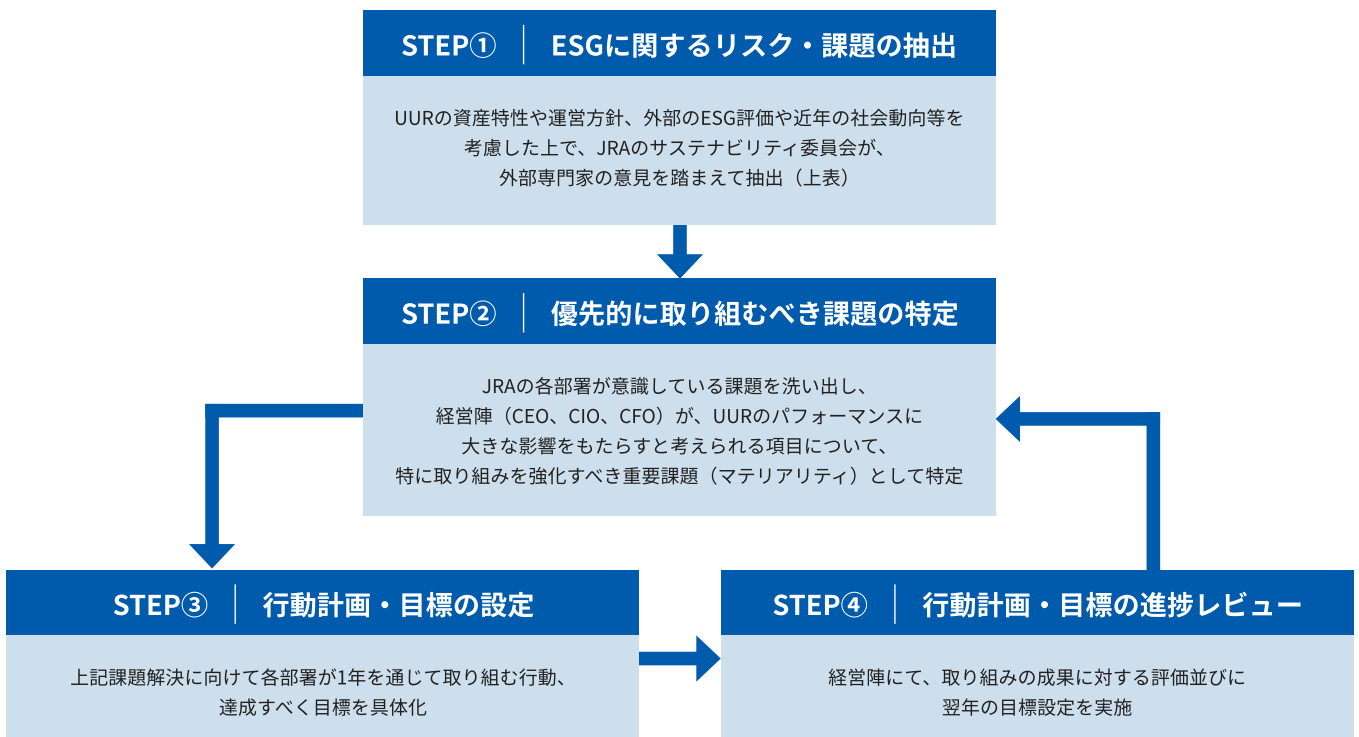 STEP① ESGに関するリスク・課題の抽出
UURの資産特性や運営方針、外部のESG評価や近年の社会動向等を
考慮した上で、JRAのサステナビリティ委員会が、
外部専門家の意見を踏まえて抽出（上表）
STEP② 優先的に取り組むべき課題の特定
JRAの各部署が意識している課題を洗い出し、
経営陣（CEO、CIO、CFO）が、UURのパフォーマンスに
大きな影響をもたらすと考えられる項目について、
特に取り組みを強化すべき重要課題（マテリアリティ）として特定
STEP③ 行動計画・目標の設定
上記課題解決に向けて各部署が1年を通じて取り組む行動、
達成すべく目標を具体化
STEP④ 行動計画・目標の進捗レビュー
経営陣にて、取り組みの成果に対する評価並びに
翌年の目標設定を実施